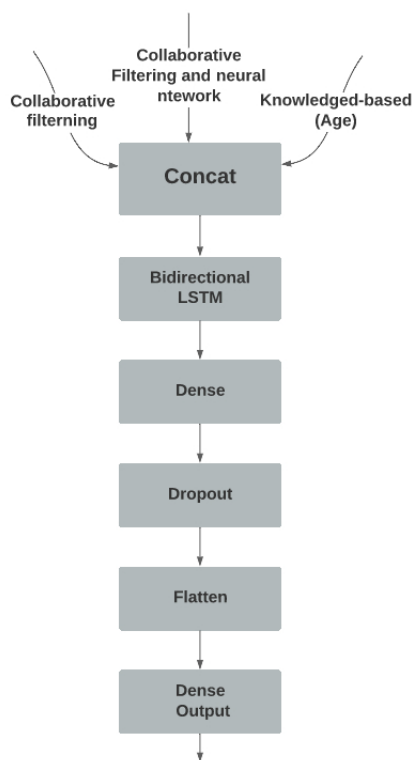 Collaborative
Filtering and neural
ntework
Collaborative
filterning
Knowledged-based
(Age)
Concat
Bidirectional
LSTM
Dense
Dropout
Flatten
Dense
Output